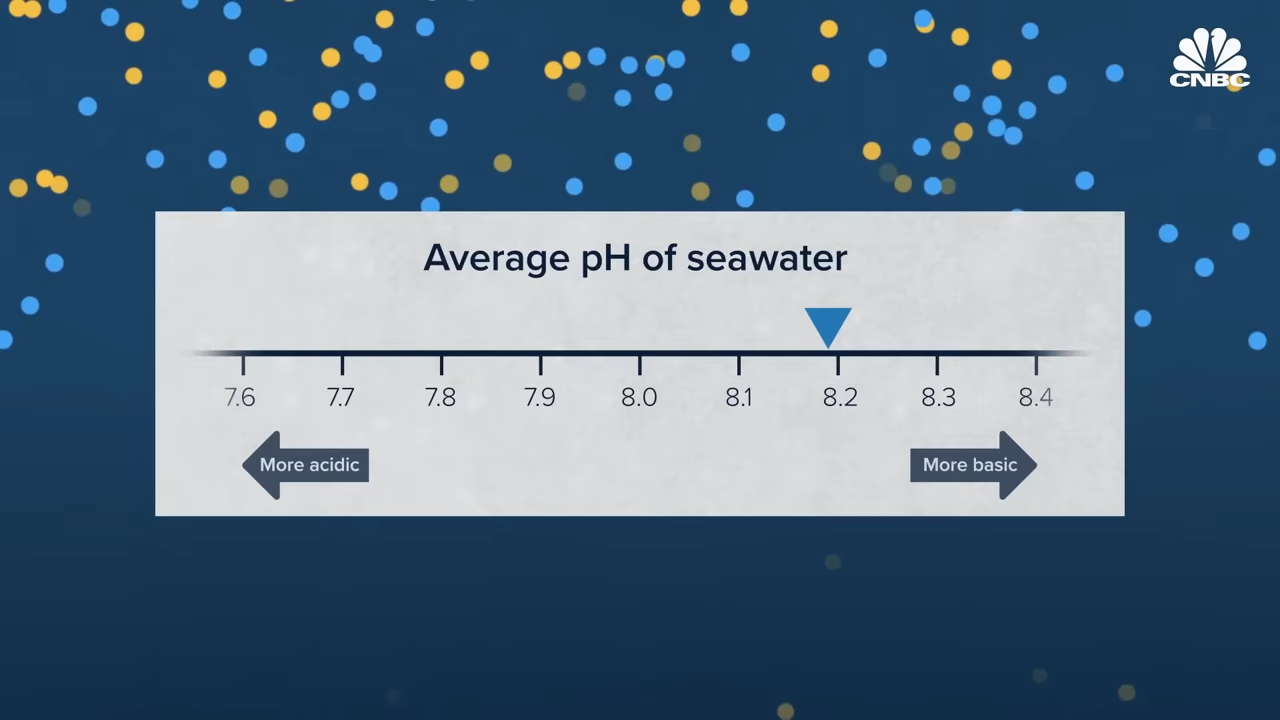 CNBC
Average pH of seawater
7.6 7.7 7.8 7.9 8.0 8.1 8.2 8.3 8.4
More acidic More basic